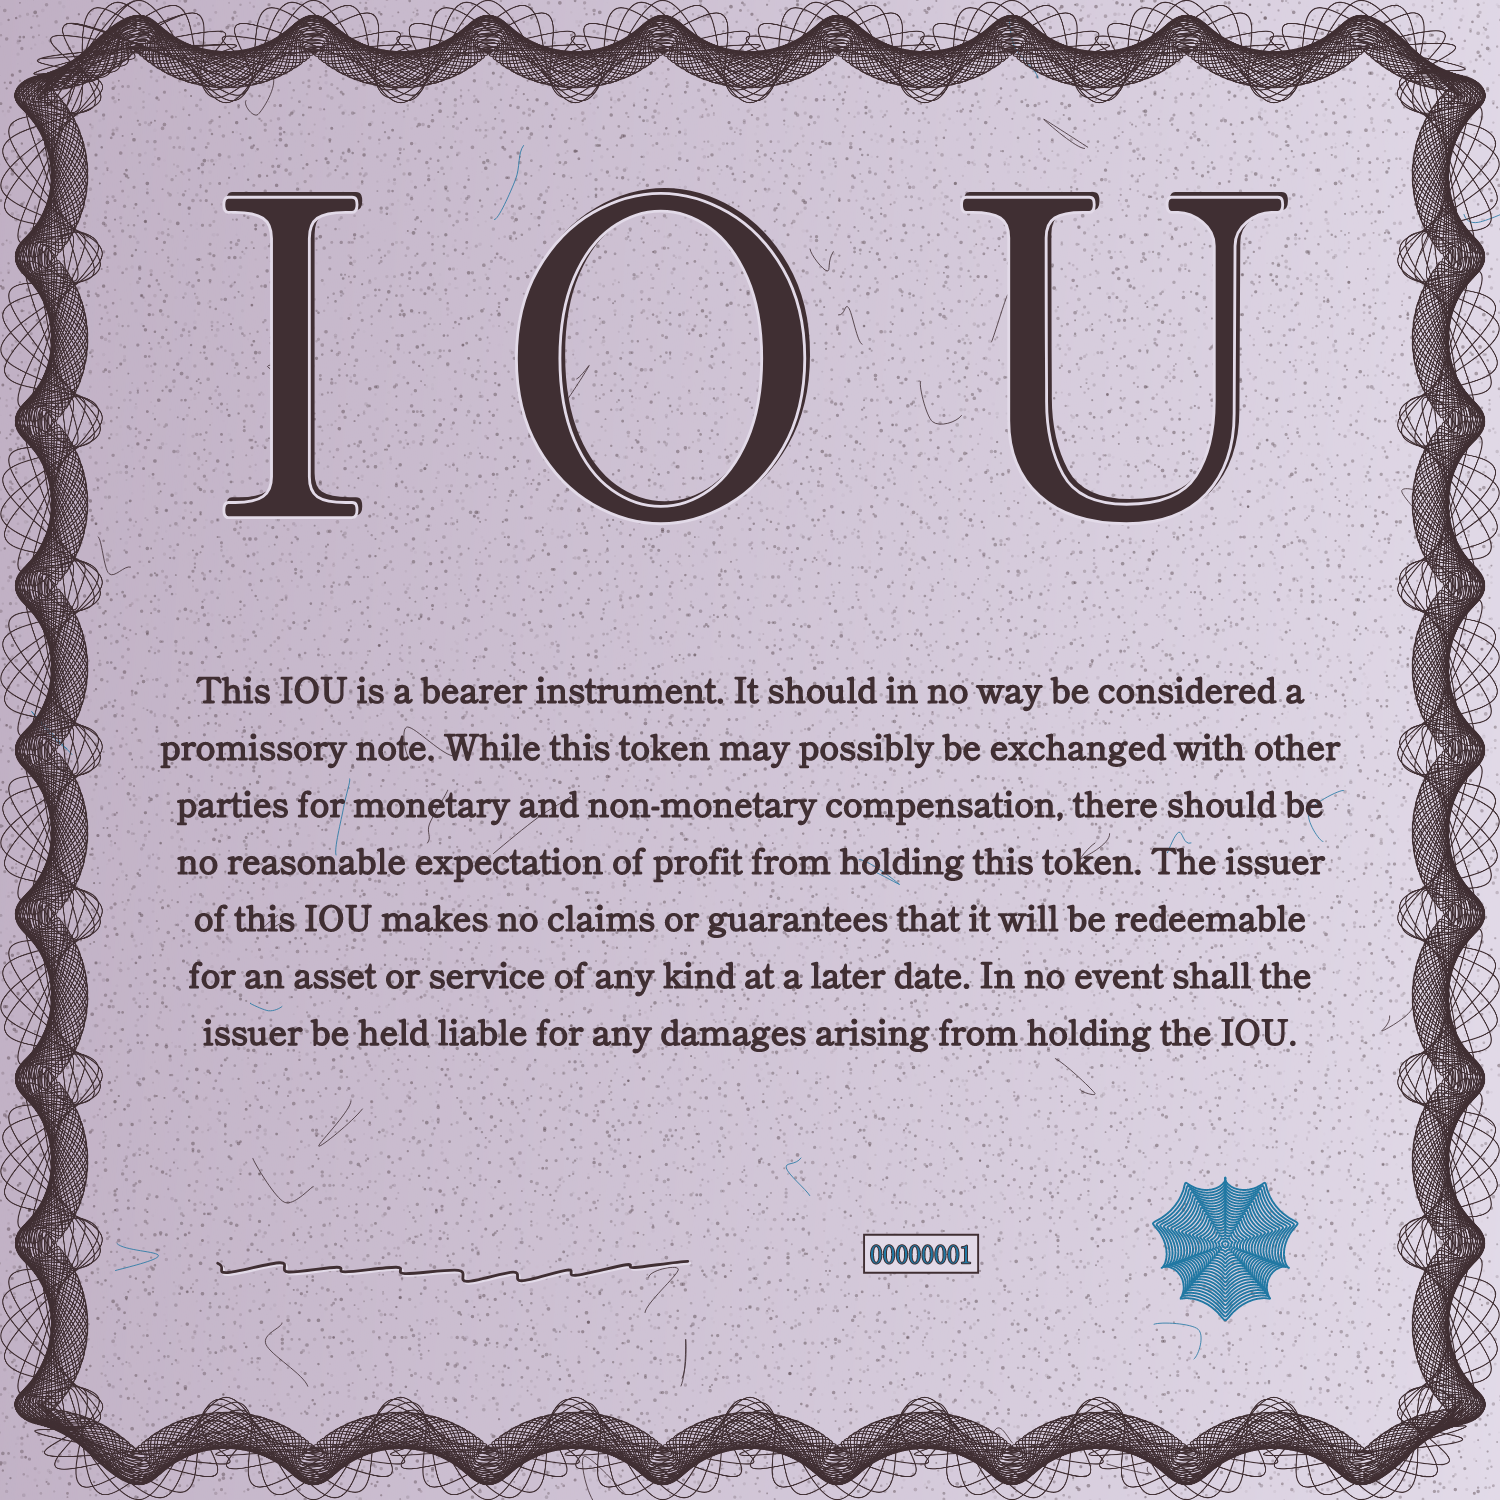 I O U
This IOU is a bearer instrument. It should in no way be considered a
promissory note. While this token may possibly be exchanged with other
parties for monetary and non-monetary compensation, there should be
no reasonable expectation of profit from holding this token. The issuer
of this IOU makes no claims or guarantees that it will be redeemable
for an asset or service of any kind at a later date. In no event shall the
issuer be held liable for any damages arising from holding the IOU.
00000001